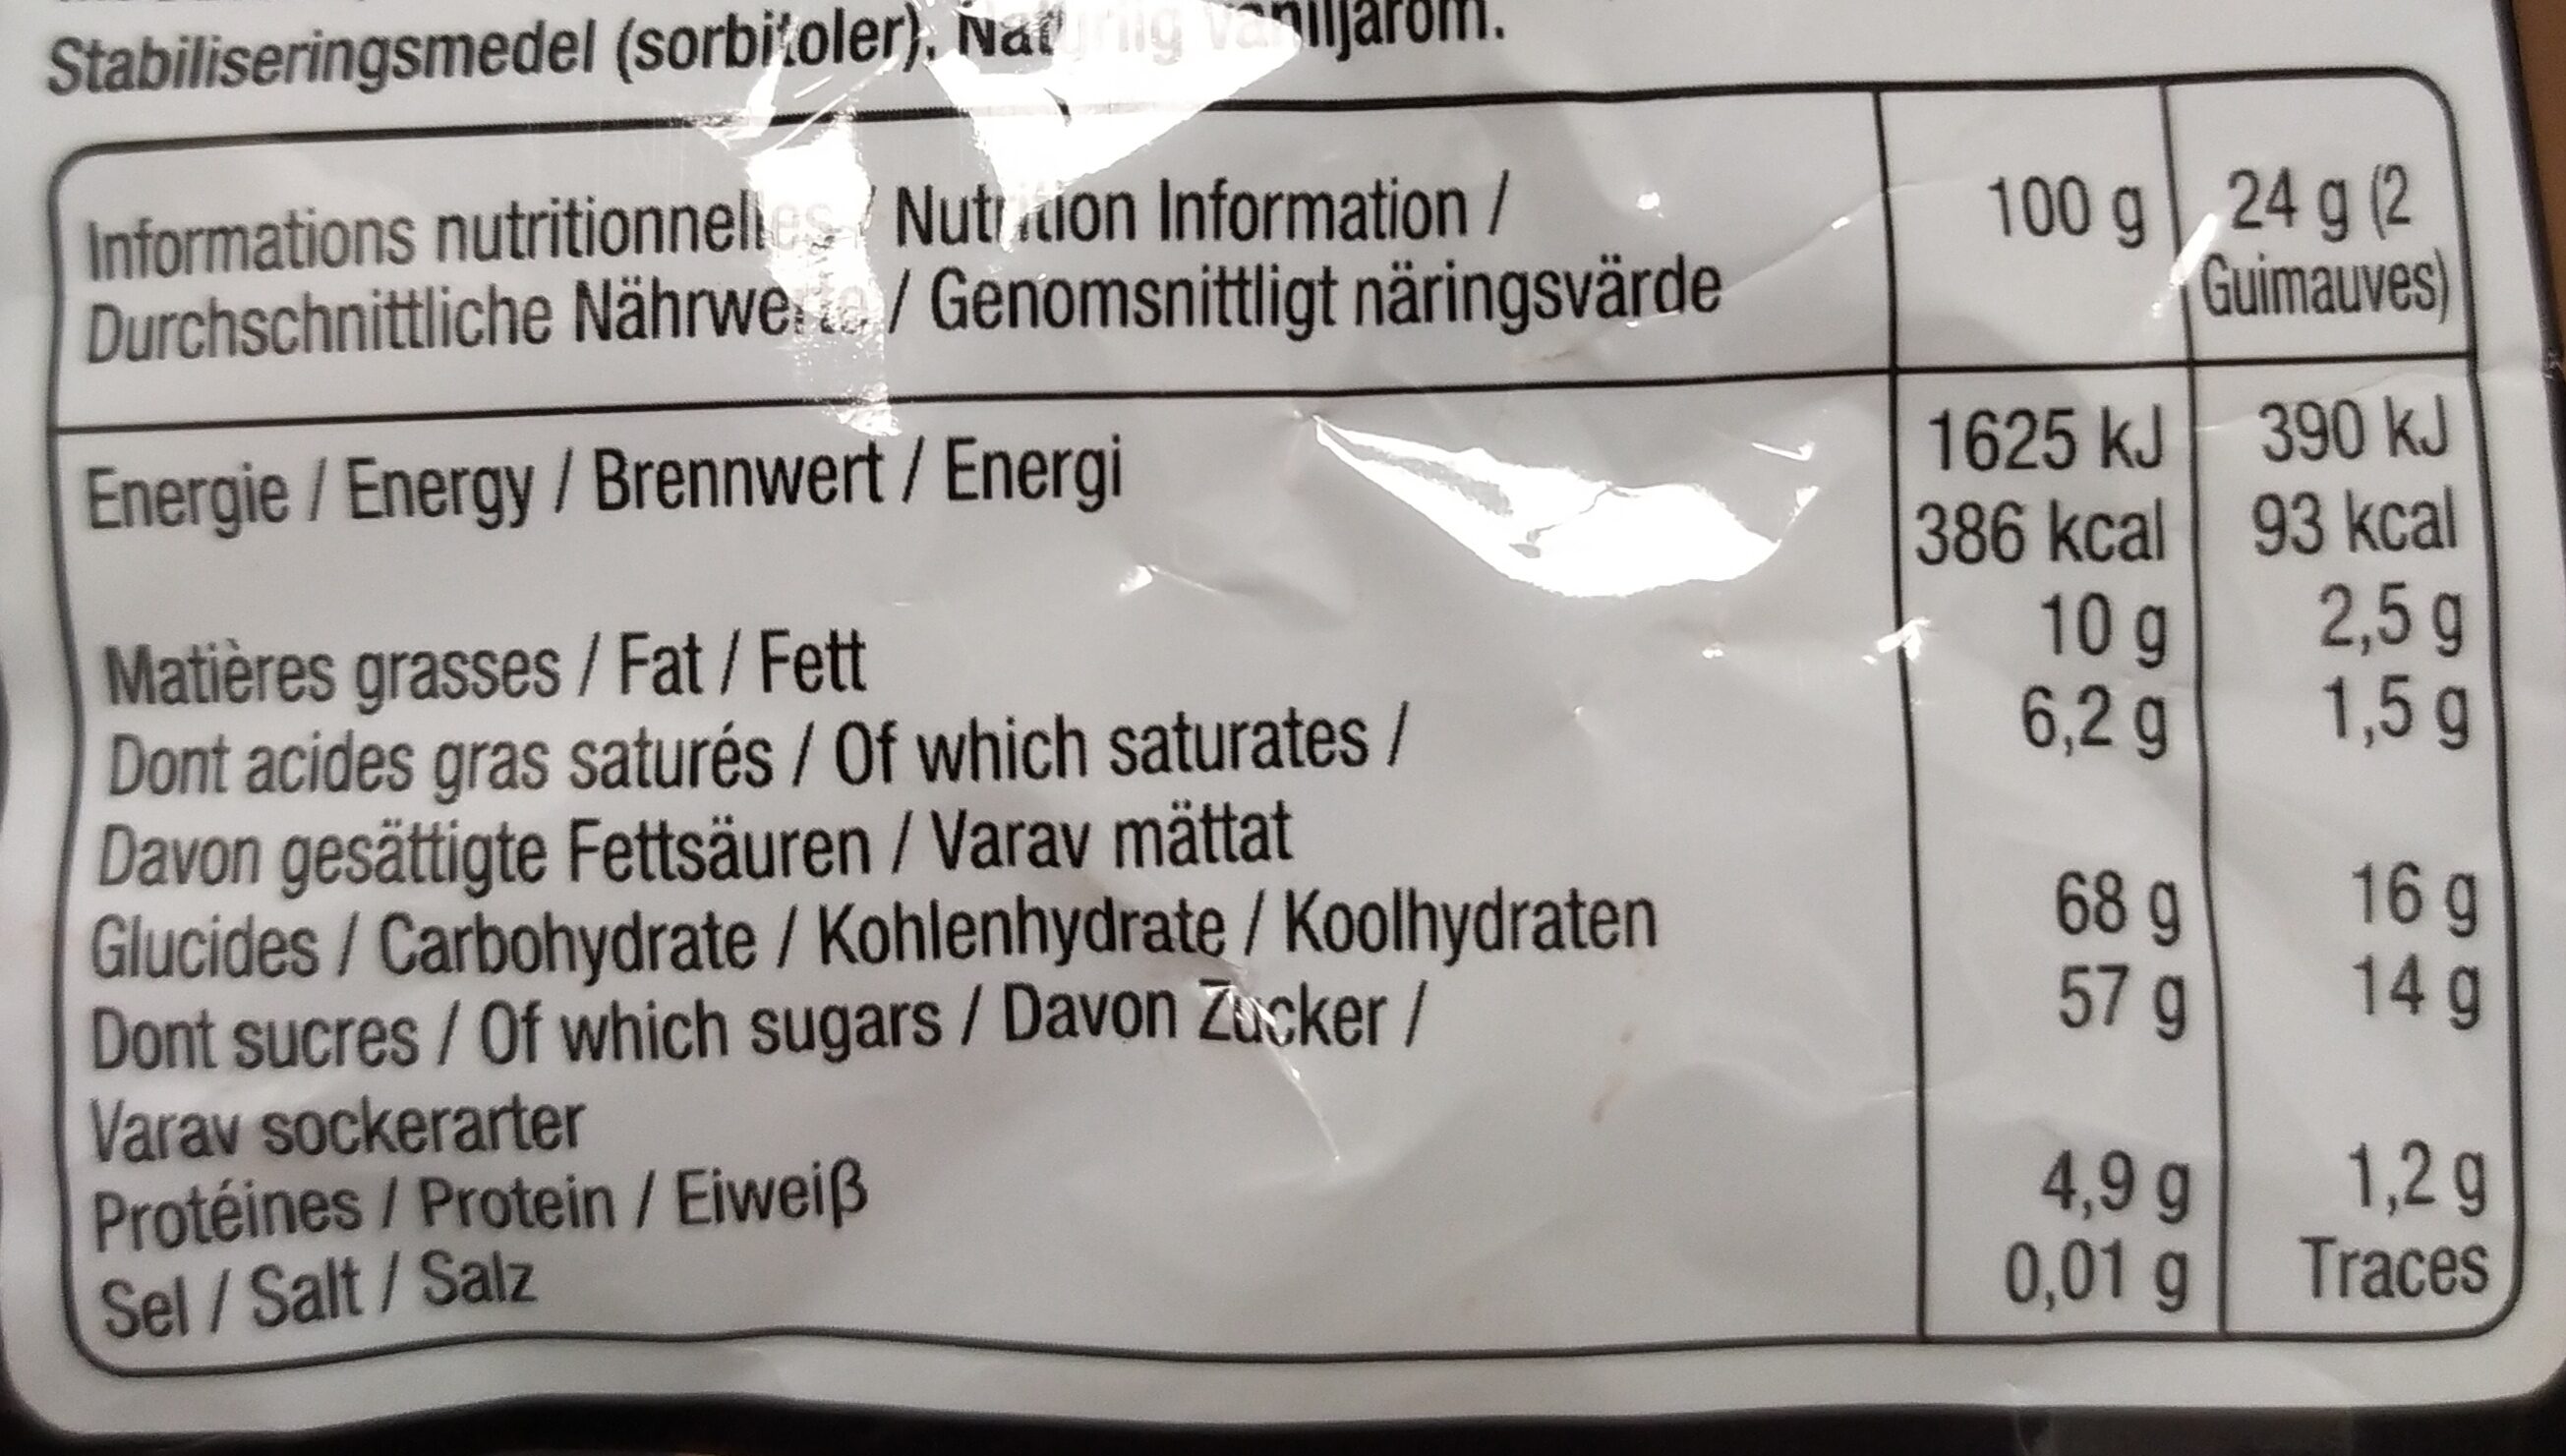 Stabiliseringsmedel (sorbitoler), Naturlig vaniljarom.
Informations nutritionnelles / Nutrition Information / 100 g 24 g (2
Durchschnittliche Nährwerte / Genomsnittligt näringsvärde Guimauves)
Energie / Energy / Brennwert / Energi 1625 kJ 390 kJ
386 kcal 93 kcal
Matières grasses / Fat / Fett 10 g 2,5 g
Dont acides gras saturés / Of which saturates / 6,2 g 1,5 g
Davon gesättigte Fettsäuren / Varav mättat
Glucides / Carbohydrate / Kohlenhydrate / Koolhydraten 68 g 16 g
Dont sucres / Of which sugars / Davon Zucker / 57 g 14 g
Varav sockerarter
Protéines / Protein / Eiweiß 4,9 g 1,2 g
Sel / Salt / Salz 0,01 g Traces